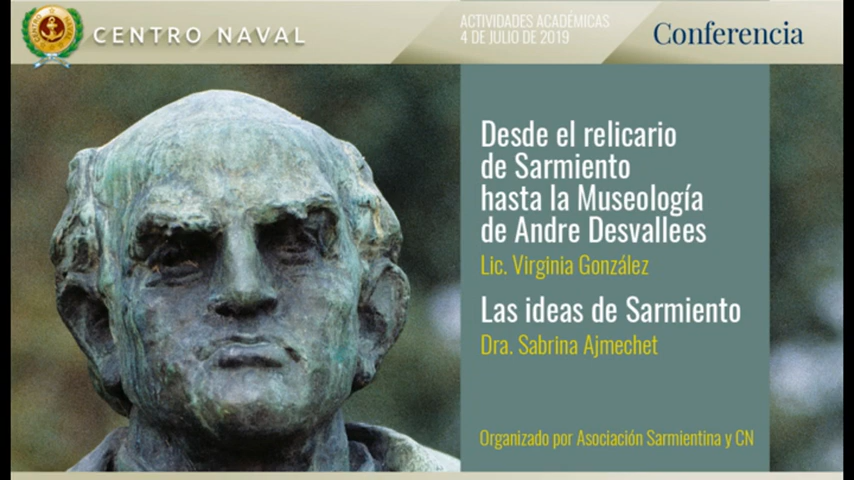 CENTRO NAVAL
ACTIVIDADES ACADÉMICAS
4 DE JULIO DE 2019
Conferencia
Desde el relicario
de Sarmiento
hasta la Museología
de Andre Desvallees
Lic. Virginia González
Las ideas de Sarmiento
Dra. Sabrina Ajmechet
Organizado por Asociación Sarmientina y CN